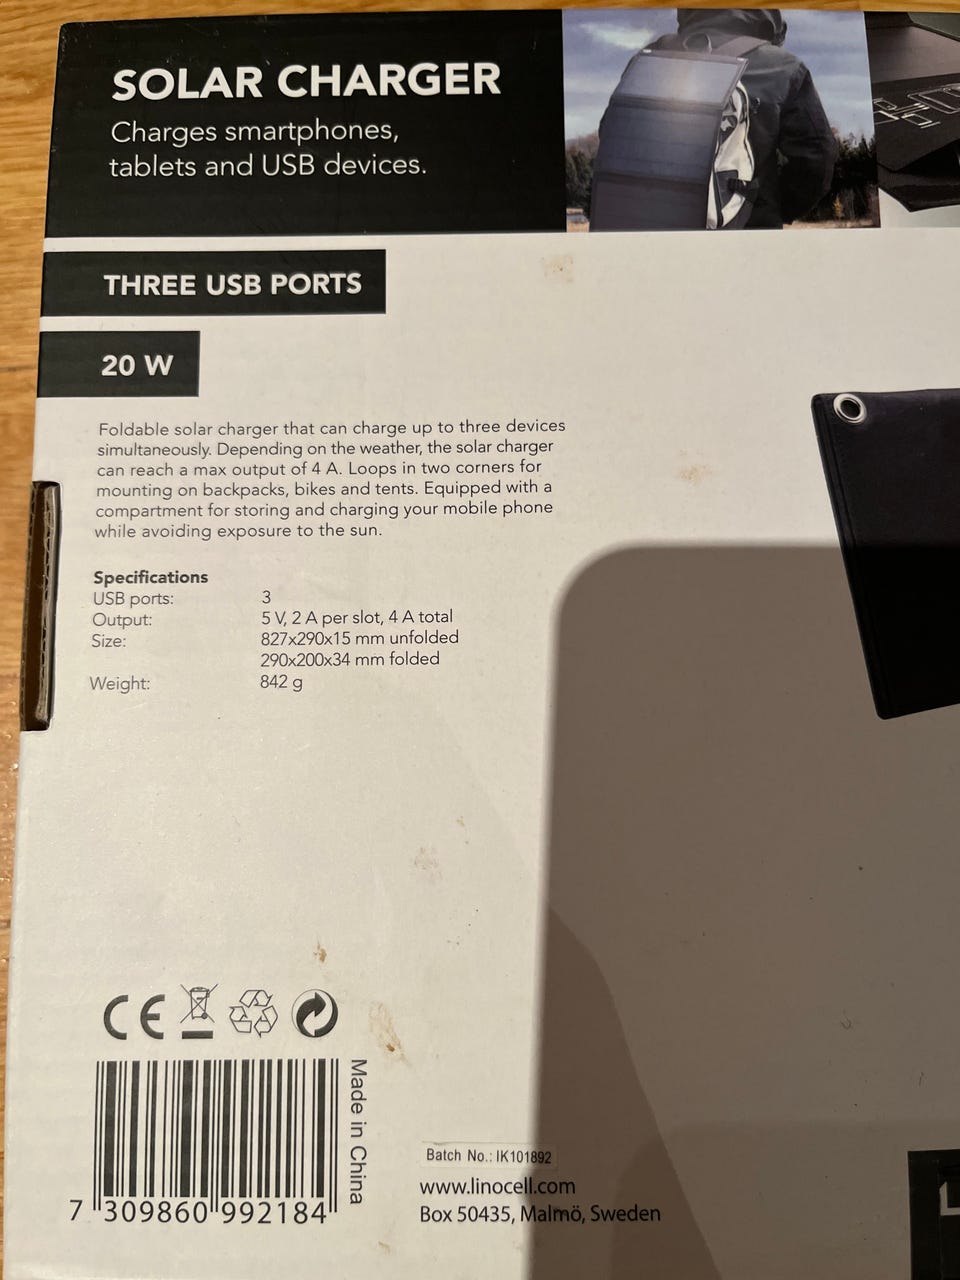 SOLAR CHARGER
Charges smartphones,
tablets and USB devices.
THREE USB PORTS
20 W
Foldable solar charger that can charge up to three devices
simultaneously. Depending on the weather, the solar charger
can reach a max output of 4 A. Loops in two corners for
mounting on backpacks, bikes and tents. Equipped with a
compartment for storing and charging your mobile phone
while avoiding exposure to the sun.
Specifications
USB ports: 3
Output: 5 V, 2 A per slot, 4 A total
Size: 827x290x15 mm unfolded
290x200x34 mm folded
Weight: 842 g
CE
Made in China
7 309860 992184
Batch No.: IK101892
www.linocell.com
Box 50435, Malmö, Sweden